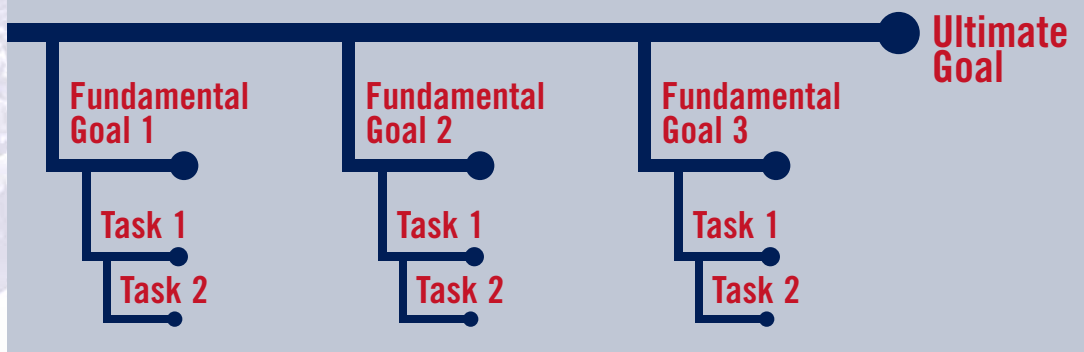 Ultimate
Goal
Fundamental
Goal 1
Fundamental
Goal 2
Fundamental
Goal 3
Task 1
Task 1
Task 1
Task 2
Task 2
Task 2